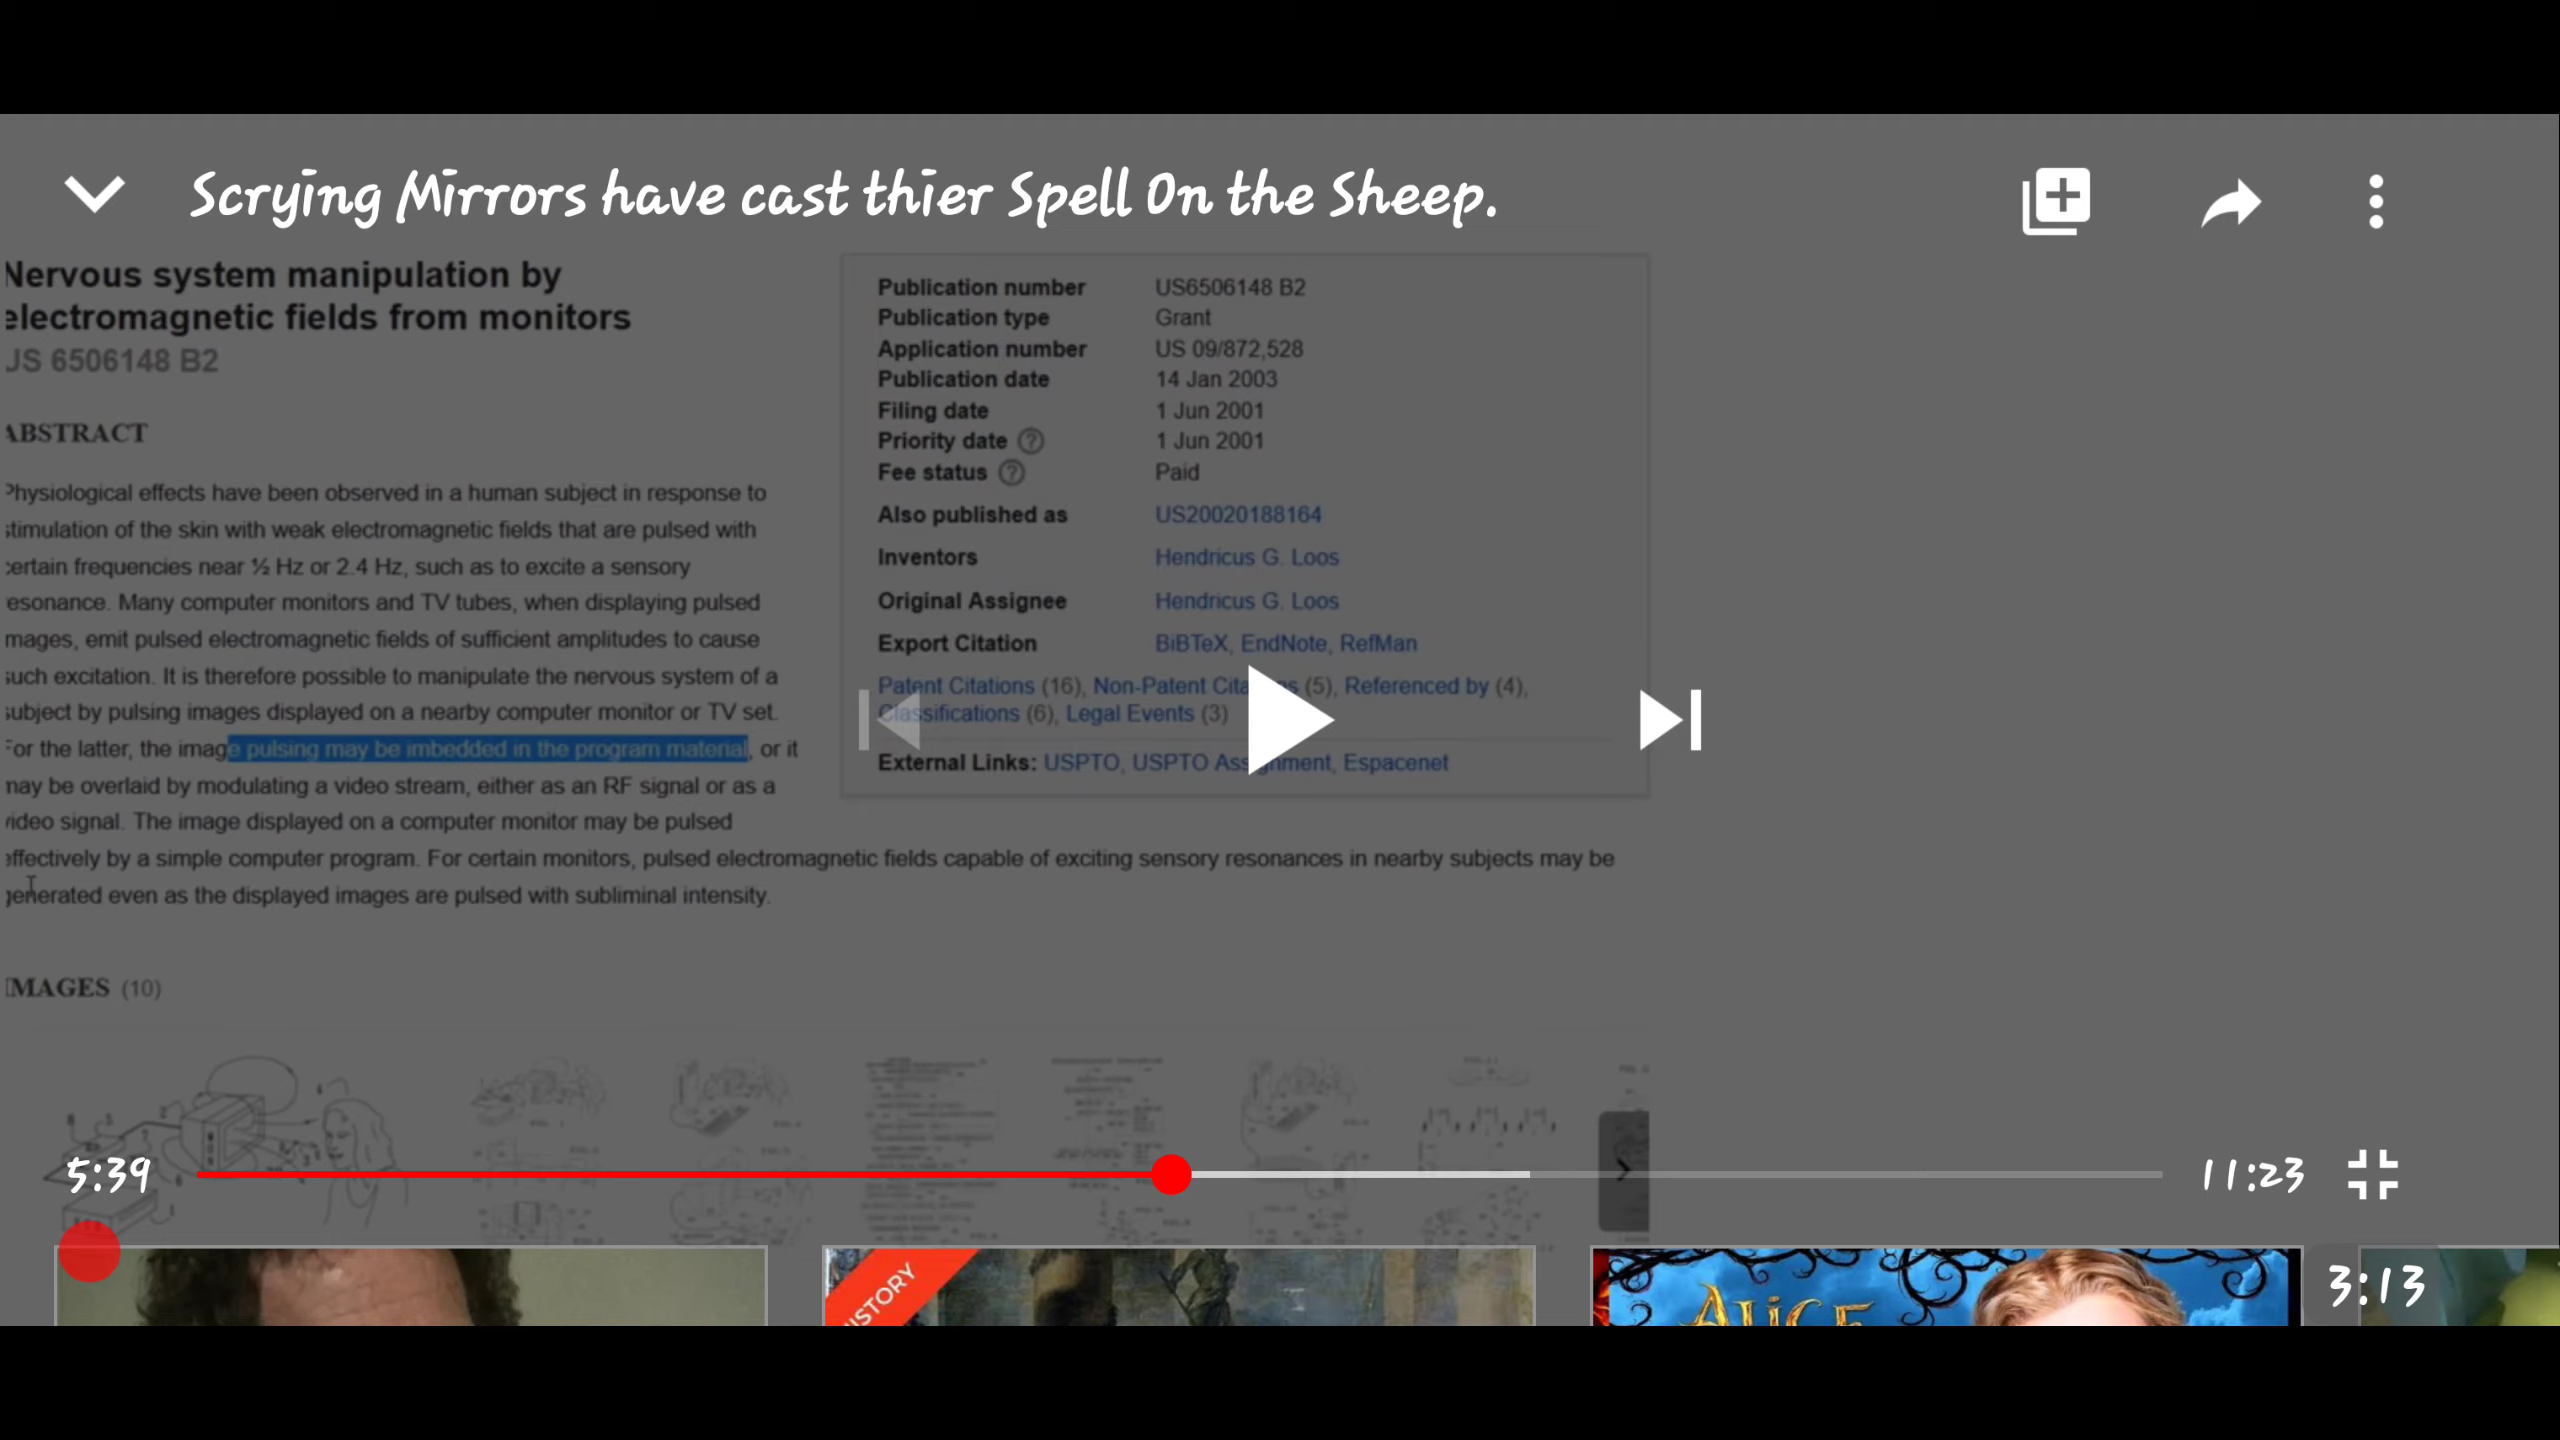 Scrying Mirrors have cast thier Spell On the Sheep.
Nervous system manipulation by
electromagnetic fields from monitors
US 6506148 B2
ABSTRACT
Physiological effects have been observed in a human subject in response to
stimulation of the skin with weak electromagnetic fields that are pulsed with
certain frequencies near ½ Hz or 2.4 Hz, such as to excite a sensory
resonance. Many computer monitors and TV tubes, when displaying pulsed
images, emit pulsed electromagnetic fields of sufficient amplitudes to cause
such excitation. It is therefore possible to manipulate the nervous system of a
subject by pulsing images displayed on a nearby computer monitor or TV set.
For the latter, the image pulsing may be imbedded in the program material, or it
may be overlaid by modulating a video stream, either as an RF signal or as a
video signal. The image displayed on a computer monitor may be pulsed
effectively by a simple computer program. For certain monitors, pulsed electromagnetic fields capable of exciting sensory resonances in nearby subjects may be
generated even as the displayed images are pulsed with subliminal intensity.
Publication number US6506148 B2
Publication type Grant
Application number US 09/872,528
Publication date 14 Jan 2003
Filing date 1 Jun 2001
Priority date ? 1 Jun 2001
Fee status ? Paid
Also published as US20020188164
Inventors Hendricus G. Loos
Original Assignee Hendricus G. Loos
Export Citation BiBTeX, EndNote, RefMan
Patent Citations (16), Non-Patent Citations (5), Referenced by (4),
Classifications (6), Legal Events (3)
External Links: USPTO, USPTO Assignment, Espacenet
IMAGES (10)
5:39
11:23
ISTORY
ALICE
3:13